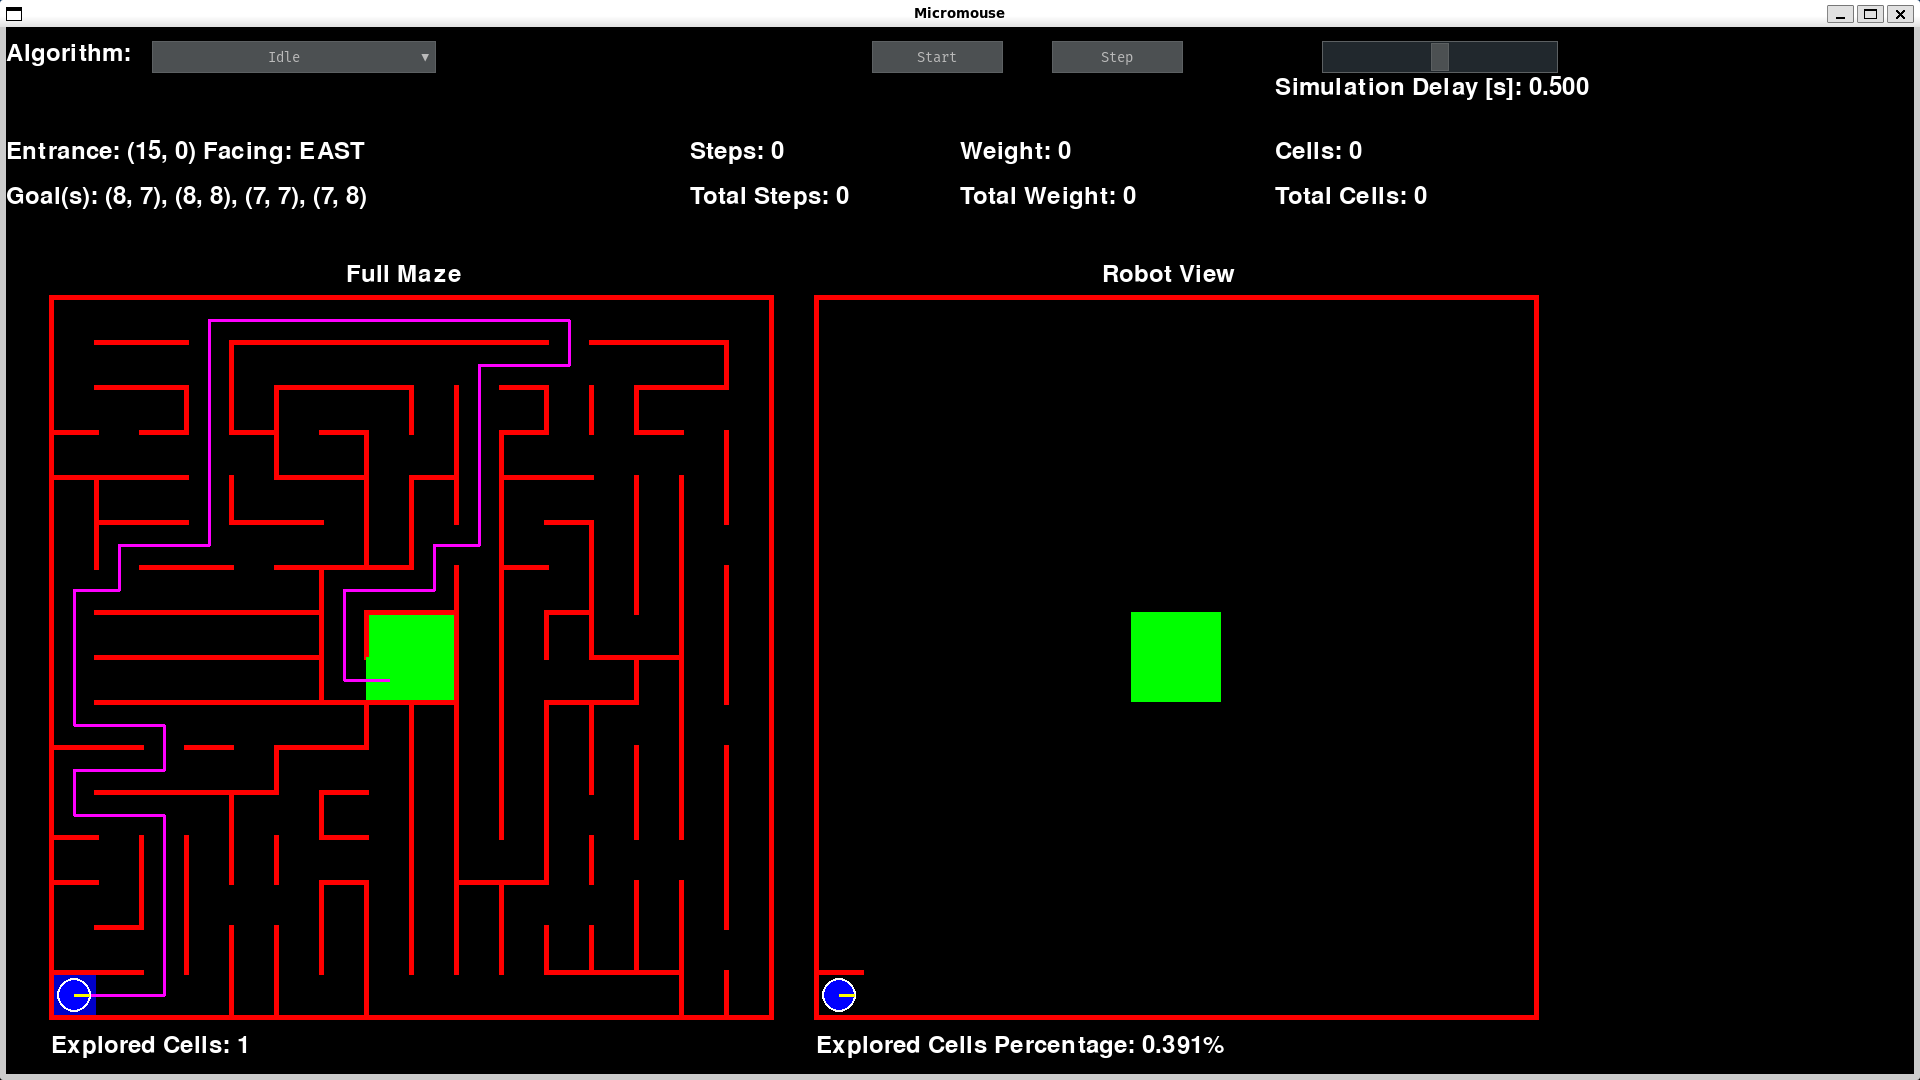 Micromouse
Algorithm: Idle ▼ Start Step
Simulation Delay [s]: 0.500
Entrance: (15, 0) Facing: EAST Steps: 0 Weight: 0 Cells: 0
Goal(s): (8, 7), (8, 8), (7, 7), (7, 8) Total Steps: 0 Total Weight: 0 Total Cells: 0
Full Maze Robot View
Explored Cells: 1 Explored Cells Percentage: 0.391%